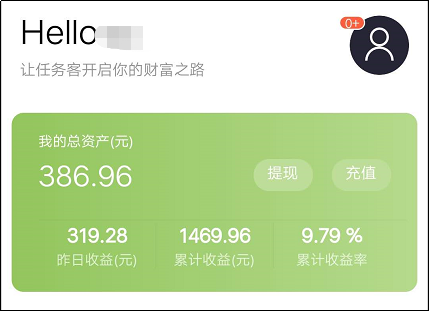 Hello
0+
让任务客开启你的财富之路
我的总资产(元)
386.96
提现
充值
319.28
1469.96
9.79 %
昨日收益(元)
累计收益(元)
累计收益率